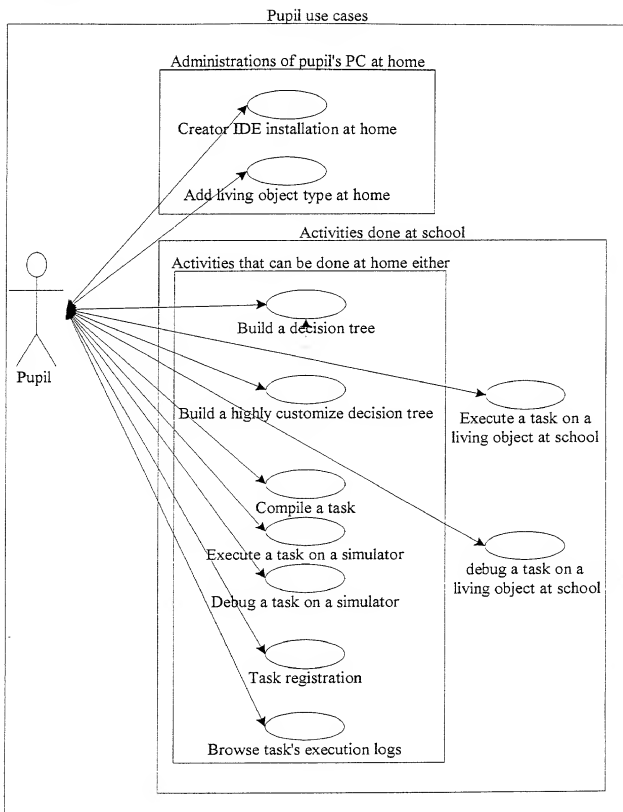 Pupil use cases
Administrations of pupil's PC at home
Creator IDE installation at home
Add living object type at home
Activities done at school
Activities that can be done at home either
Build a decision tree
Pupil
Build a highly customize decision tree
Execute a task on a
living object at school
Compile a task
Execute a task on a simulator
debug a task on a
living object at school
Debug a task on a simulator
Task registration
Browse task's execution logs